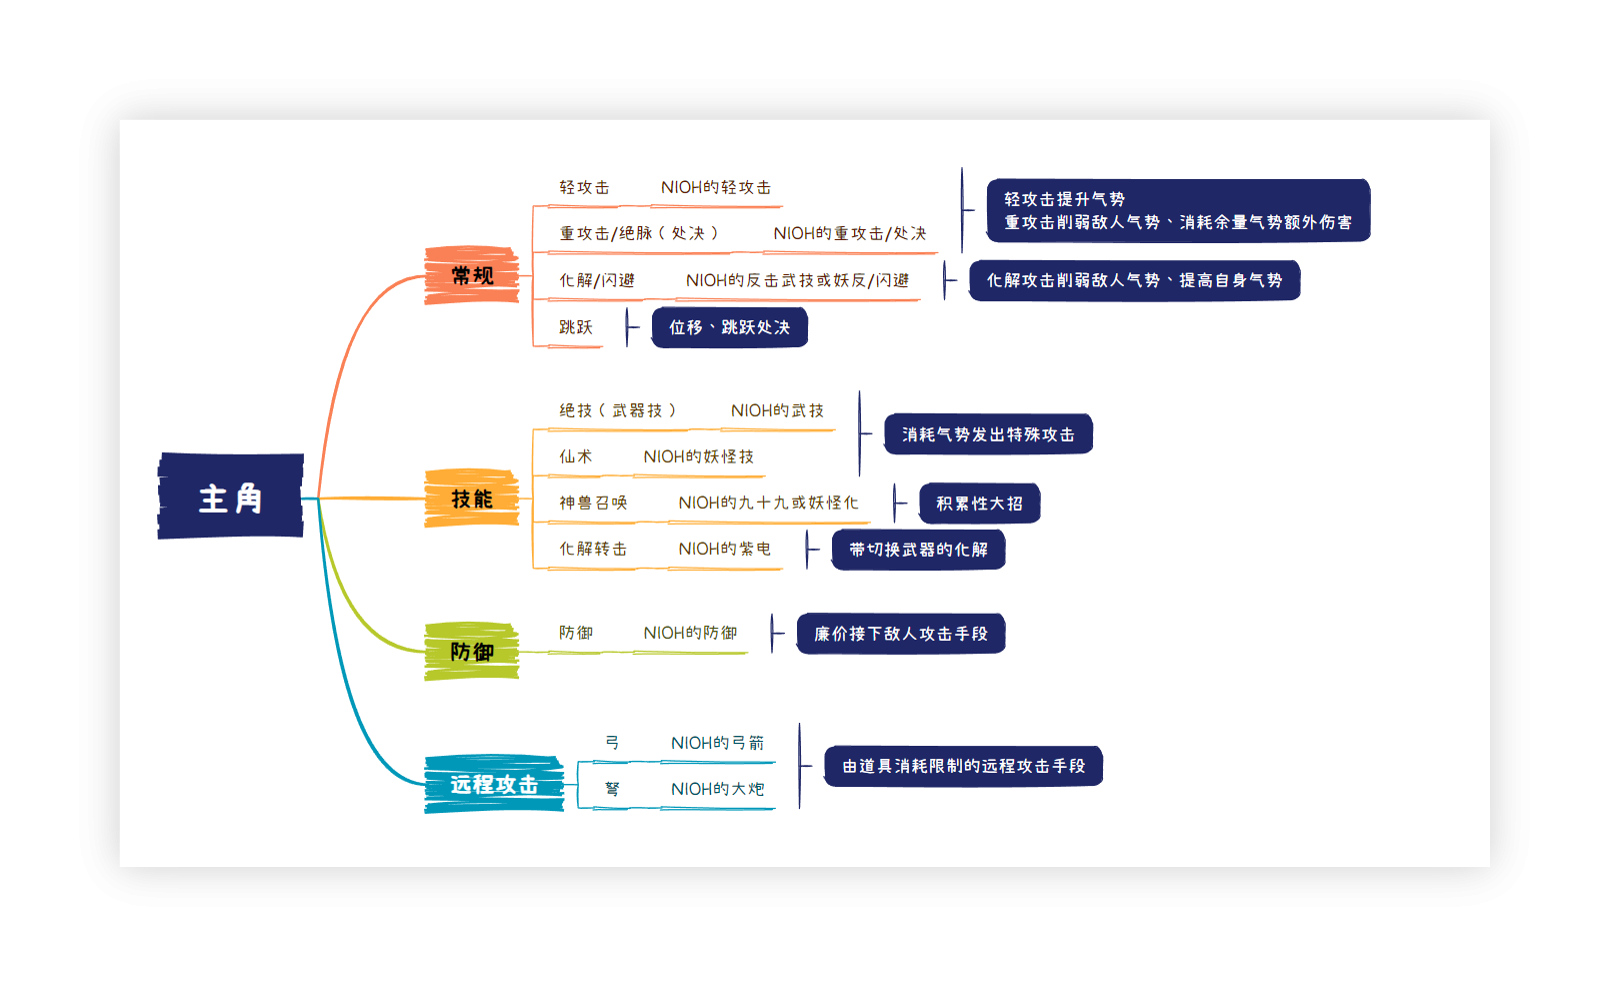 主角
常规
轻攻击
NIOH的轻攻击
重攻击/绝脉（处决）
NIOH的重攻击/处决
轻攻击提升气势
重攻击削弱敌人气势、消耗余量气势额外伤害
化解/闪避
NIOH的反击武技或妖反/闪避
化解攻击削弱敌人气势、提高自身气势
跳跃
位移、跳跃处决
技能
绝技（武器技）
NIOH的武技
仙术
NIOH的妖怪技
消耗气势发出特殊攻击
神兽召唤
NIOH的九十九或妖怪化
积累性大招
化解转击
NIOH的紫电
带切换武器的化解
防御
防御
NIOH的防御
廉价接下敌人攻击手段
远程攻击
弓
NIOH的弓箭
弩
NIOH的大炮
由道具消耗限制的远程攻击手段